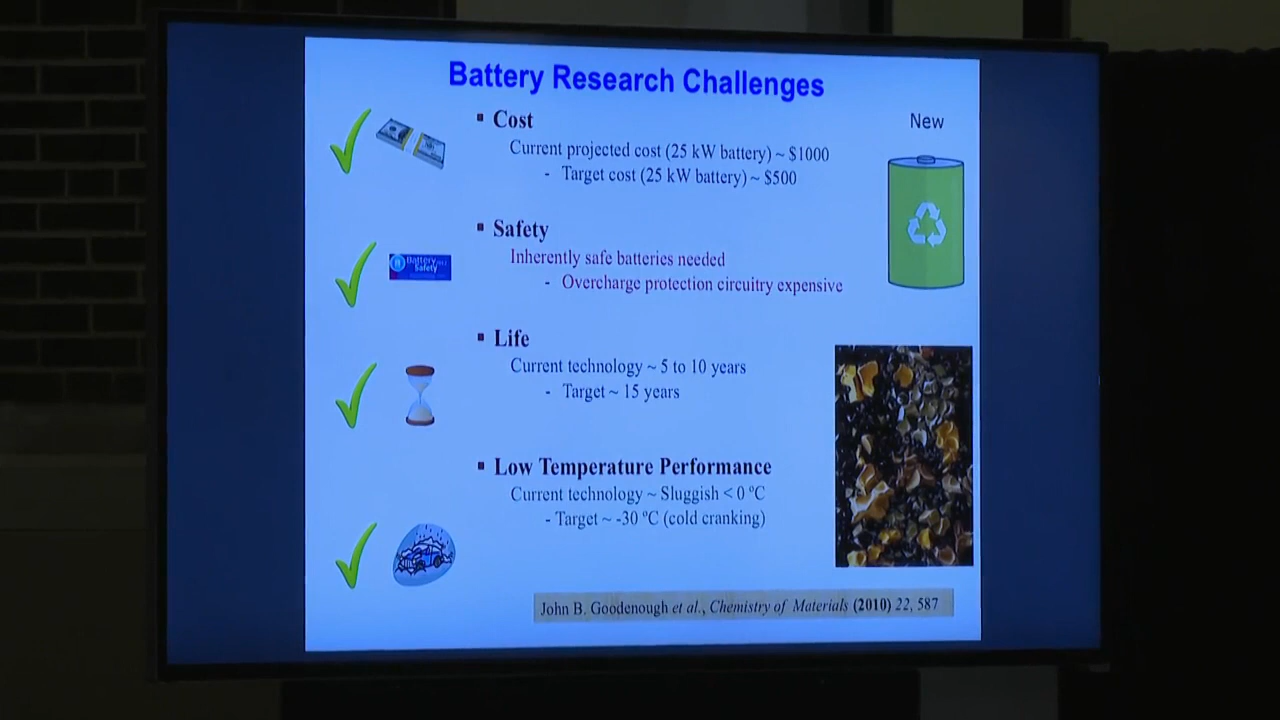 Battery Research Challenges
▪ Cost
Current projected cost (25 kW battery) ~ $1000
- Target cost (25 kW battery) ~ $500
New
▪ Safety
Inherently safe batteries needed
- Overcharge protection circuitry expensive
Battery
Safety
▪ Life
Current technology ~ 5 to 10 years
- Target ~ 15 years
▪ Low Temperature Performance
Current technology ~ Sluggish < 0 ºC
- Target ~ -30 ºC (cold cranking)
John B. Goodenough et al., Chemistry of Materials (2010) 22, 587